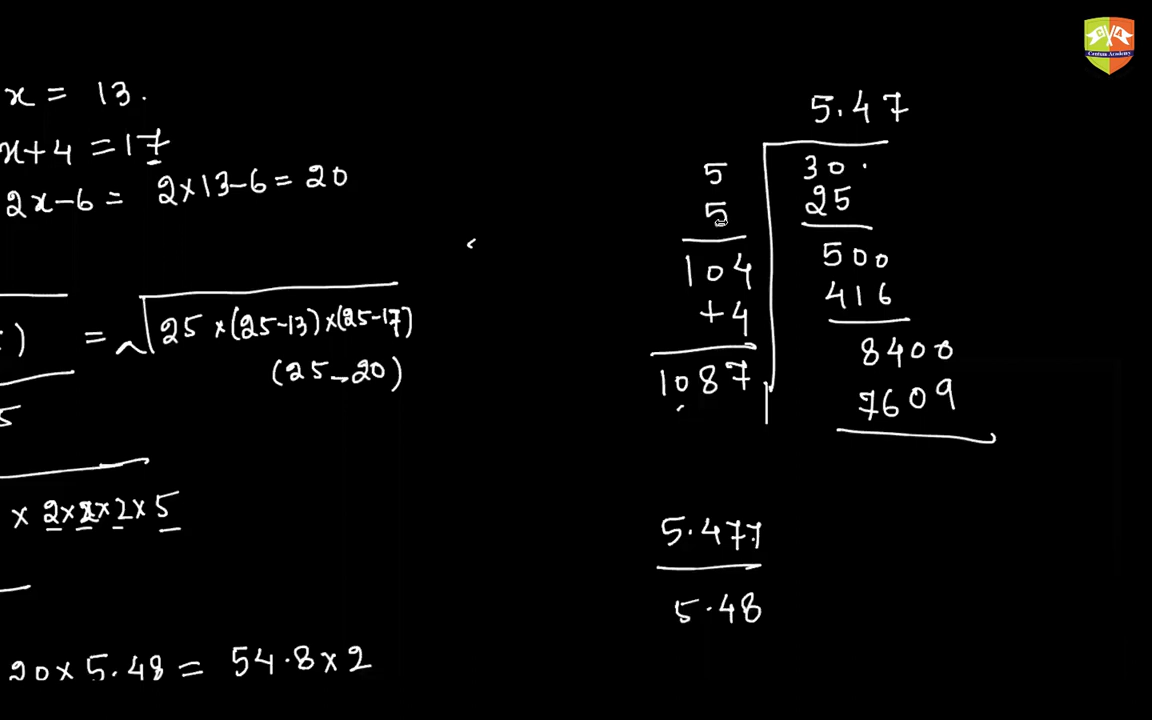 x = 13.
x+4 = 17
2x-6 = 2×13-6 = 20
) = √25×(25-13)×(25-17)
(25-20)
5
× 2×2×2×5
20×5.48 = 54.8×2
5.47
5 30.
5 25
104 500
+4 416
1087 8400
7609
5.477
5.48
Centum Academy